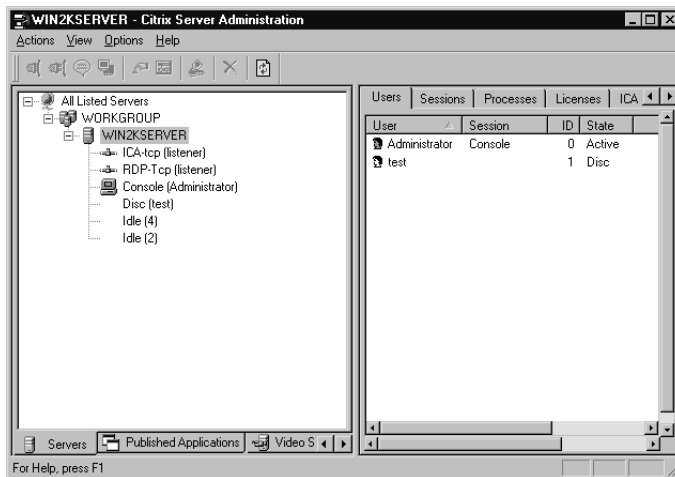 WIN2KSERVER - Citrix Server Administration
Actions View Options Help
All Listed Servers
WORKGROUP
WIN2KSERVER
ICA-tcp (listener)
RDP-Tcp (listener)
Console (Administrator)
Disc (test)
Idle (4)
Idle (2)
Servers Published Applications Video S
Users Sessions Processes Licenses ICA
User Session ID State
Administrator Console 0 Active
test 1 Disc
For Help, press F1